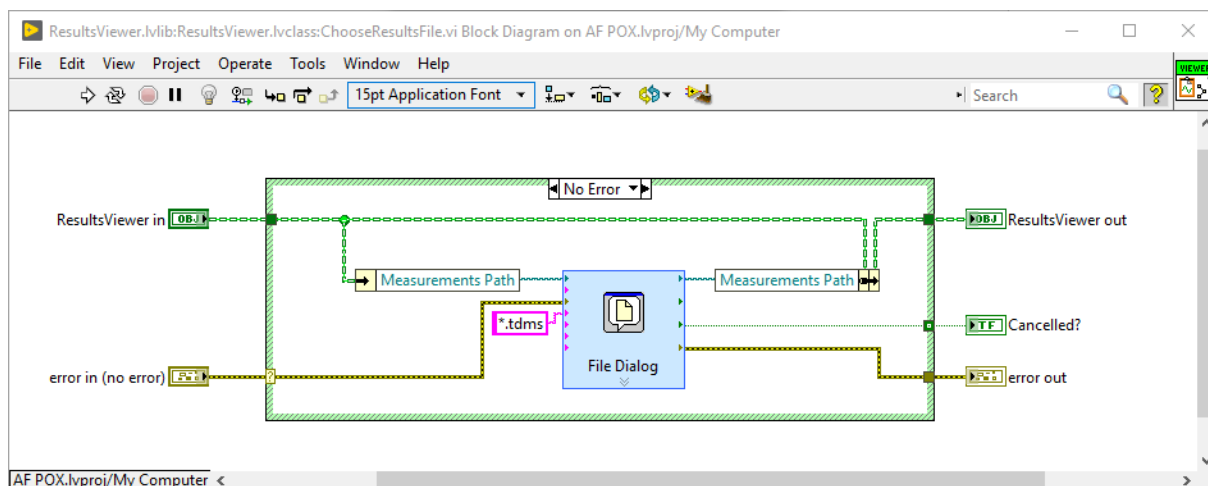 ResultsViewer.lvlib:ResultsViewer.lvclass:ChooseResultsFile.vi Block Diagram on AF POX.lvproj/My Computer
File Edit View Project Operate Tools Window Help
15pt Application Font
Search
VIEWER
No Error
ResultsViewer in
OBJ
OBJ
ResultsViewer out
Measurements Path
Measurements Path
*.tdms
TF
Cancelled?
File Dialog
error in (no error)
?
error out
AF POX.lvproj/My Computer